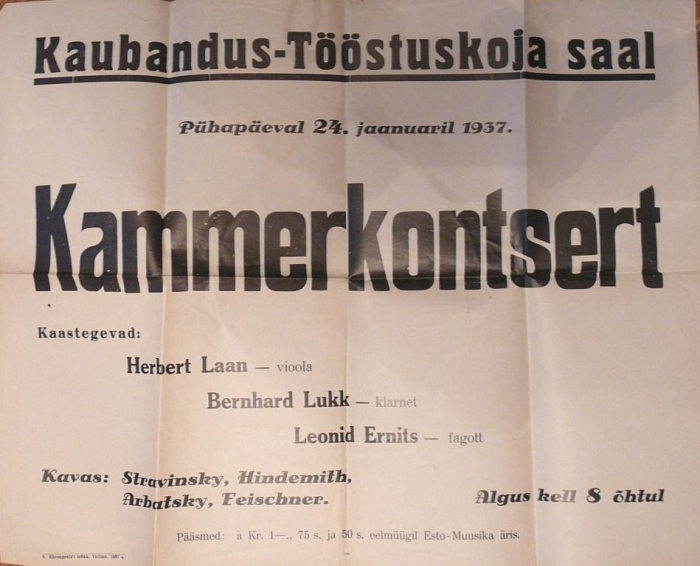 Kaubandus-Tööstuskoja saal
Pühapäeval 24. jaanuaril 1937.
Kammerkontsert
Kaastegevad:
Herbert Laan — vioola
Bernhard Lukk — klarnet
Leonid Ernits — fagott
Kavas: Stravinsky, Hindemith,
Arbatsky, Feischner.
Algus kell 8 õhtul
Pääsmed: à Kr. 1—., 75 s. ja 50 s. eelmüügil Esto-Muusika äris.